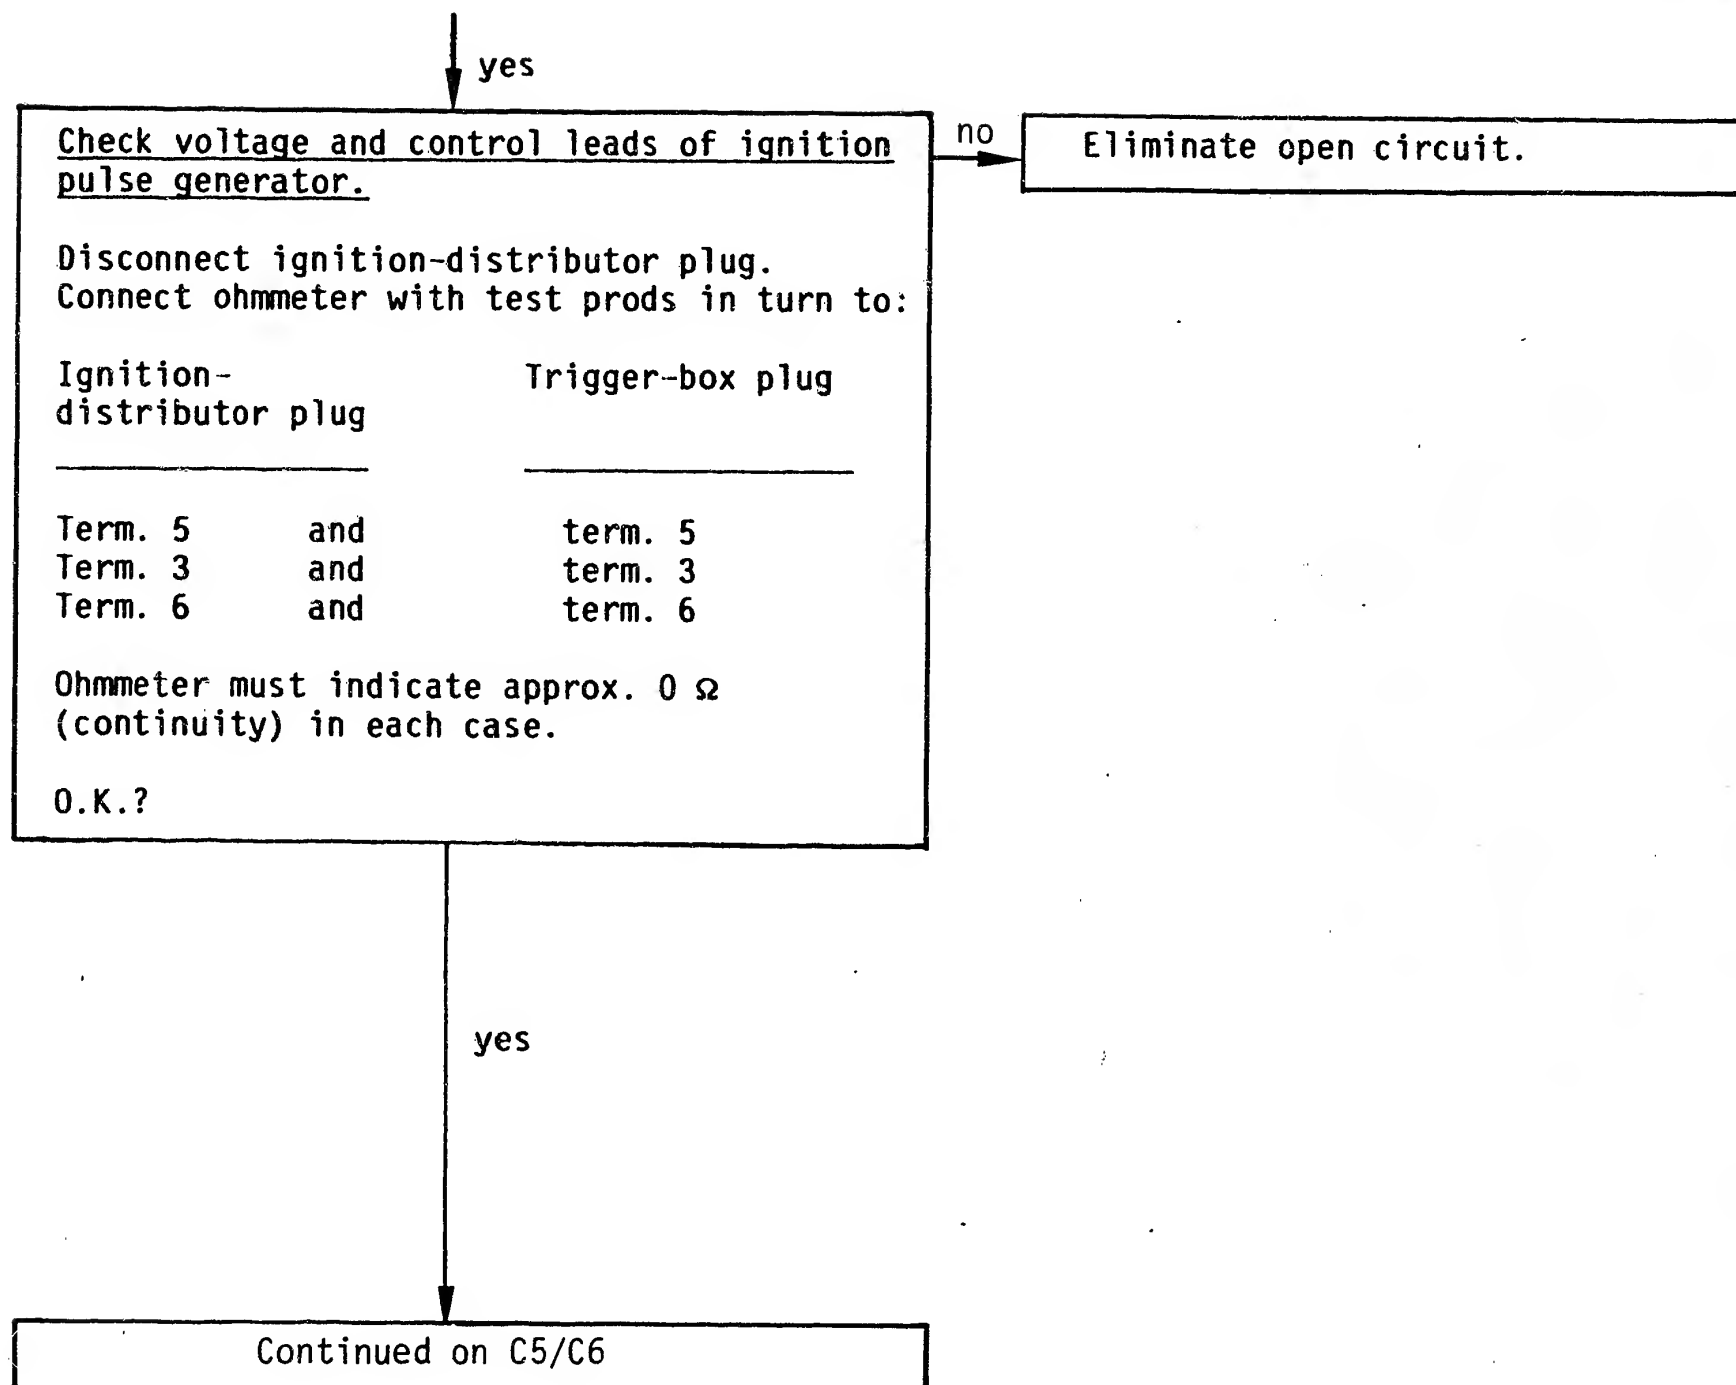 yes
Check voltage and control leads of ignition
pulse generator.
no
Eliminate open circuit.
Disconnect ignition-distributor plug.
Connect ohmmeter with test prods in turn to:
Ignition- Trigger-box plug
distributor plug
Term. 5 and term. 5
Term. 3 and term. 3
Term. 6 and term. 6
Ohmmeter must indicate approx. 0 Ω
(continuity) in each case.
O.K.?
yes
Continued on C5/C6